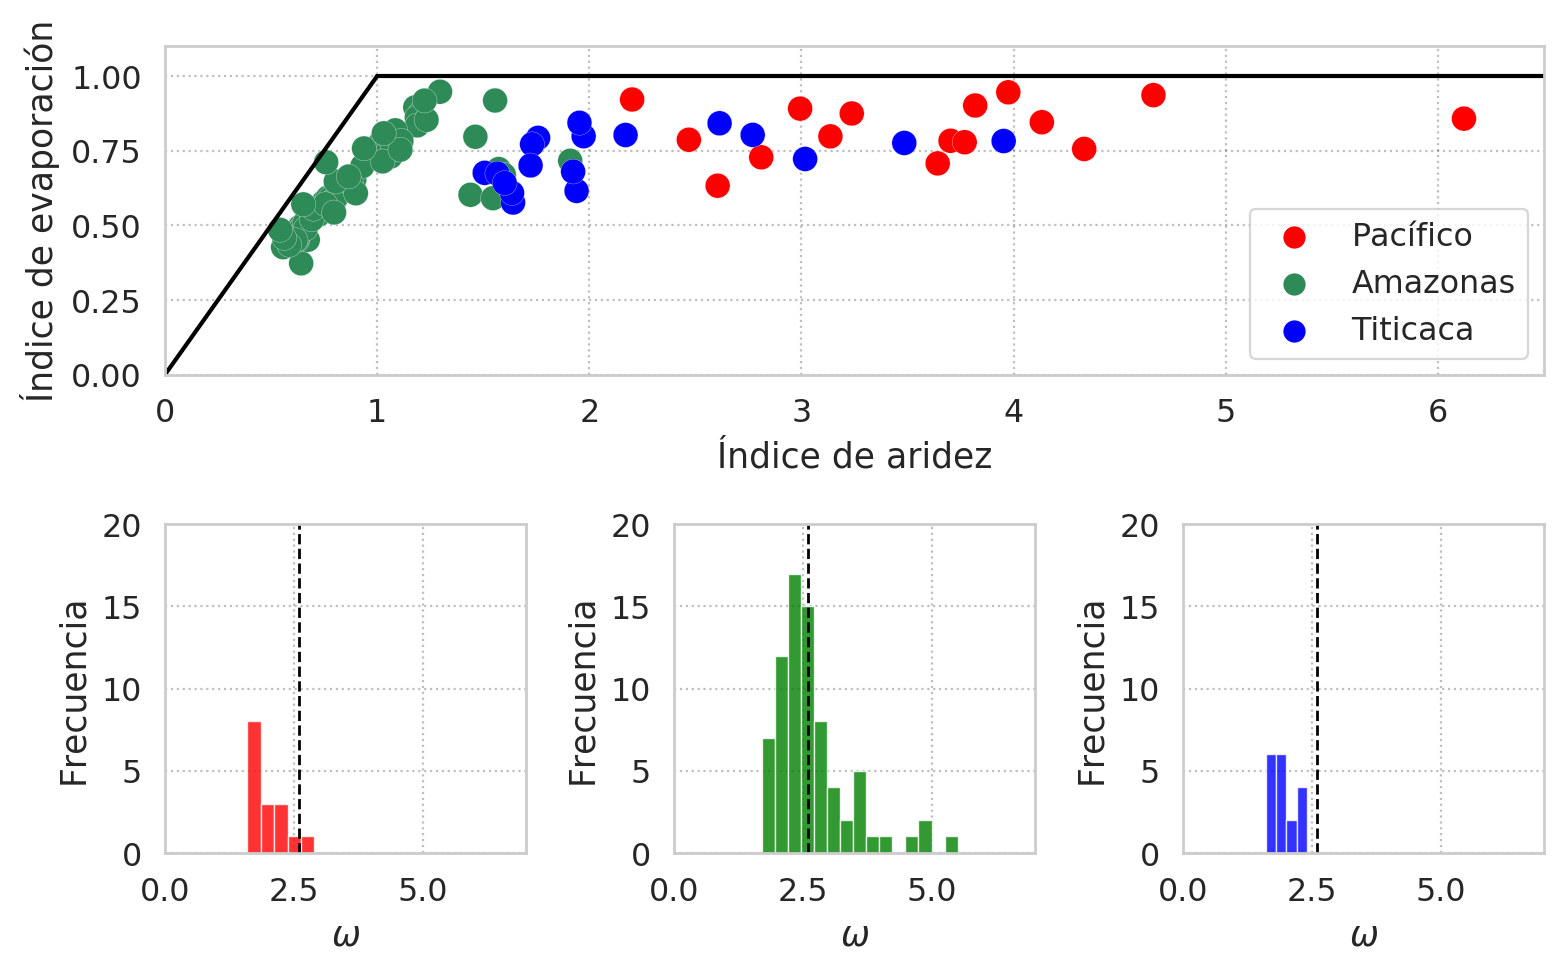 Índice de evaporación
1.00
0.75
0.50
0.25
0.00
0 1 2 3 4 5 6
Índice de aridez
Pacífico
Amazonas
Titicaca
Frecuencia
20
15
10
5
0
0.0 2.5 5.0
ω
Frecuencia
20
15
10
5
0
0.0 2.5 5.0
ω
Frecuencia
20
15
10
5
0
0.0 2.5 5.0
ω